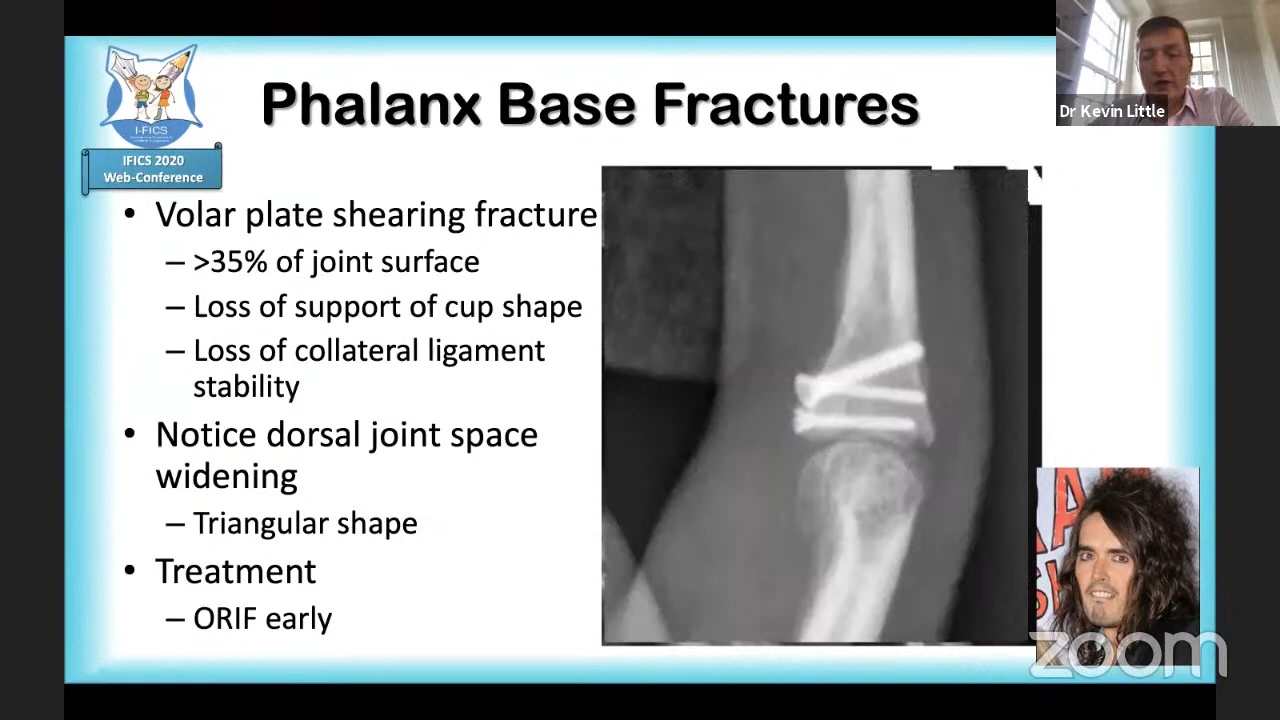 Phalanx Base Fractures
Dr Kevin Little
I-FICS
IFICS 2020
Web-Conference
• Volar plate shearing fracture
– >35% of joint surface
– Loss of support of cup shape
– Loss of collateral ligament
stability
• Notice dorsal joint space
widening
– Triangular shape
• Treatment
– ORIF early
zoom